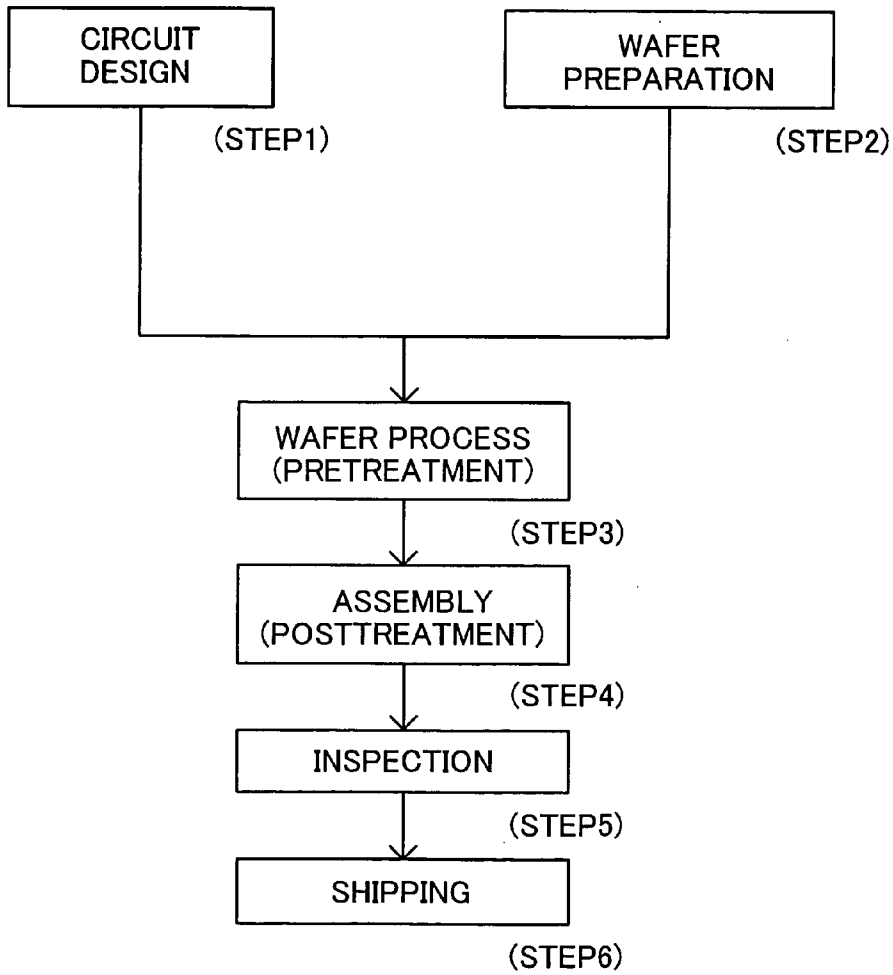 CIRCUIT
DESIGN
(STEP1)
WAFER
PREPARATION
(STEP2)
WAFER PROCESS
(PRETREATMENT)
(STEP3)
ASSEMBLY
(POSTTREATMENT)
(STEP4)
INSPECTION
(STEP5)
SHIPPING
(STEP6)